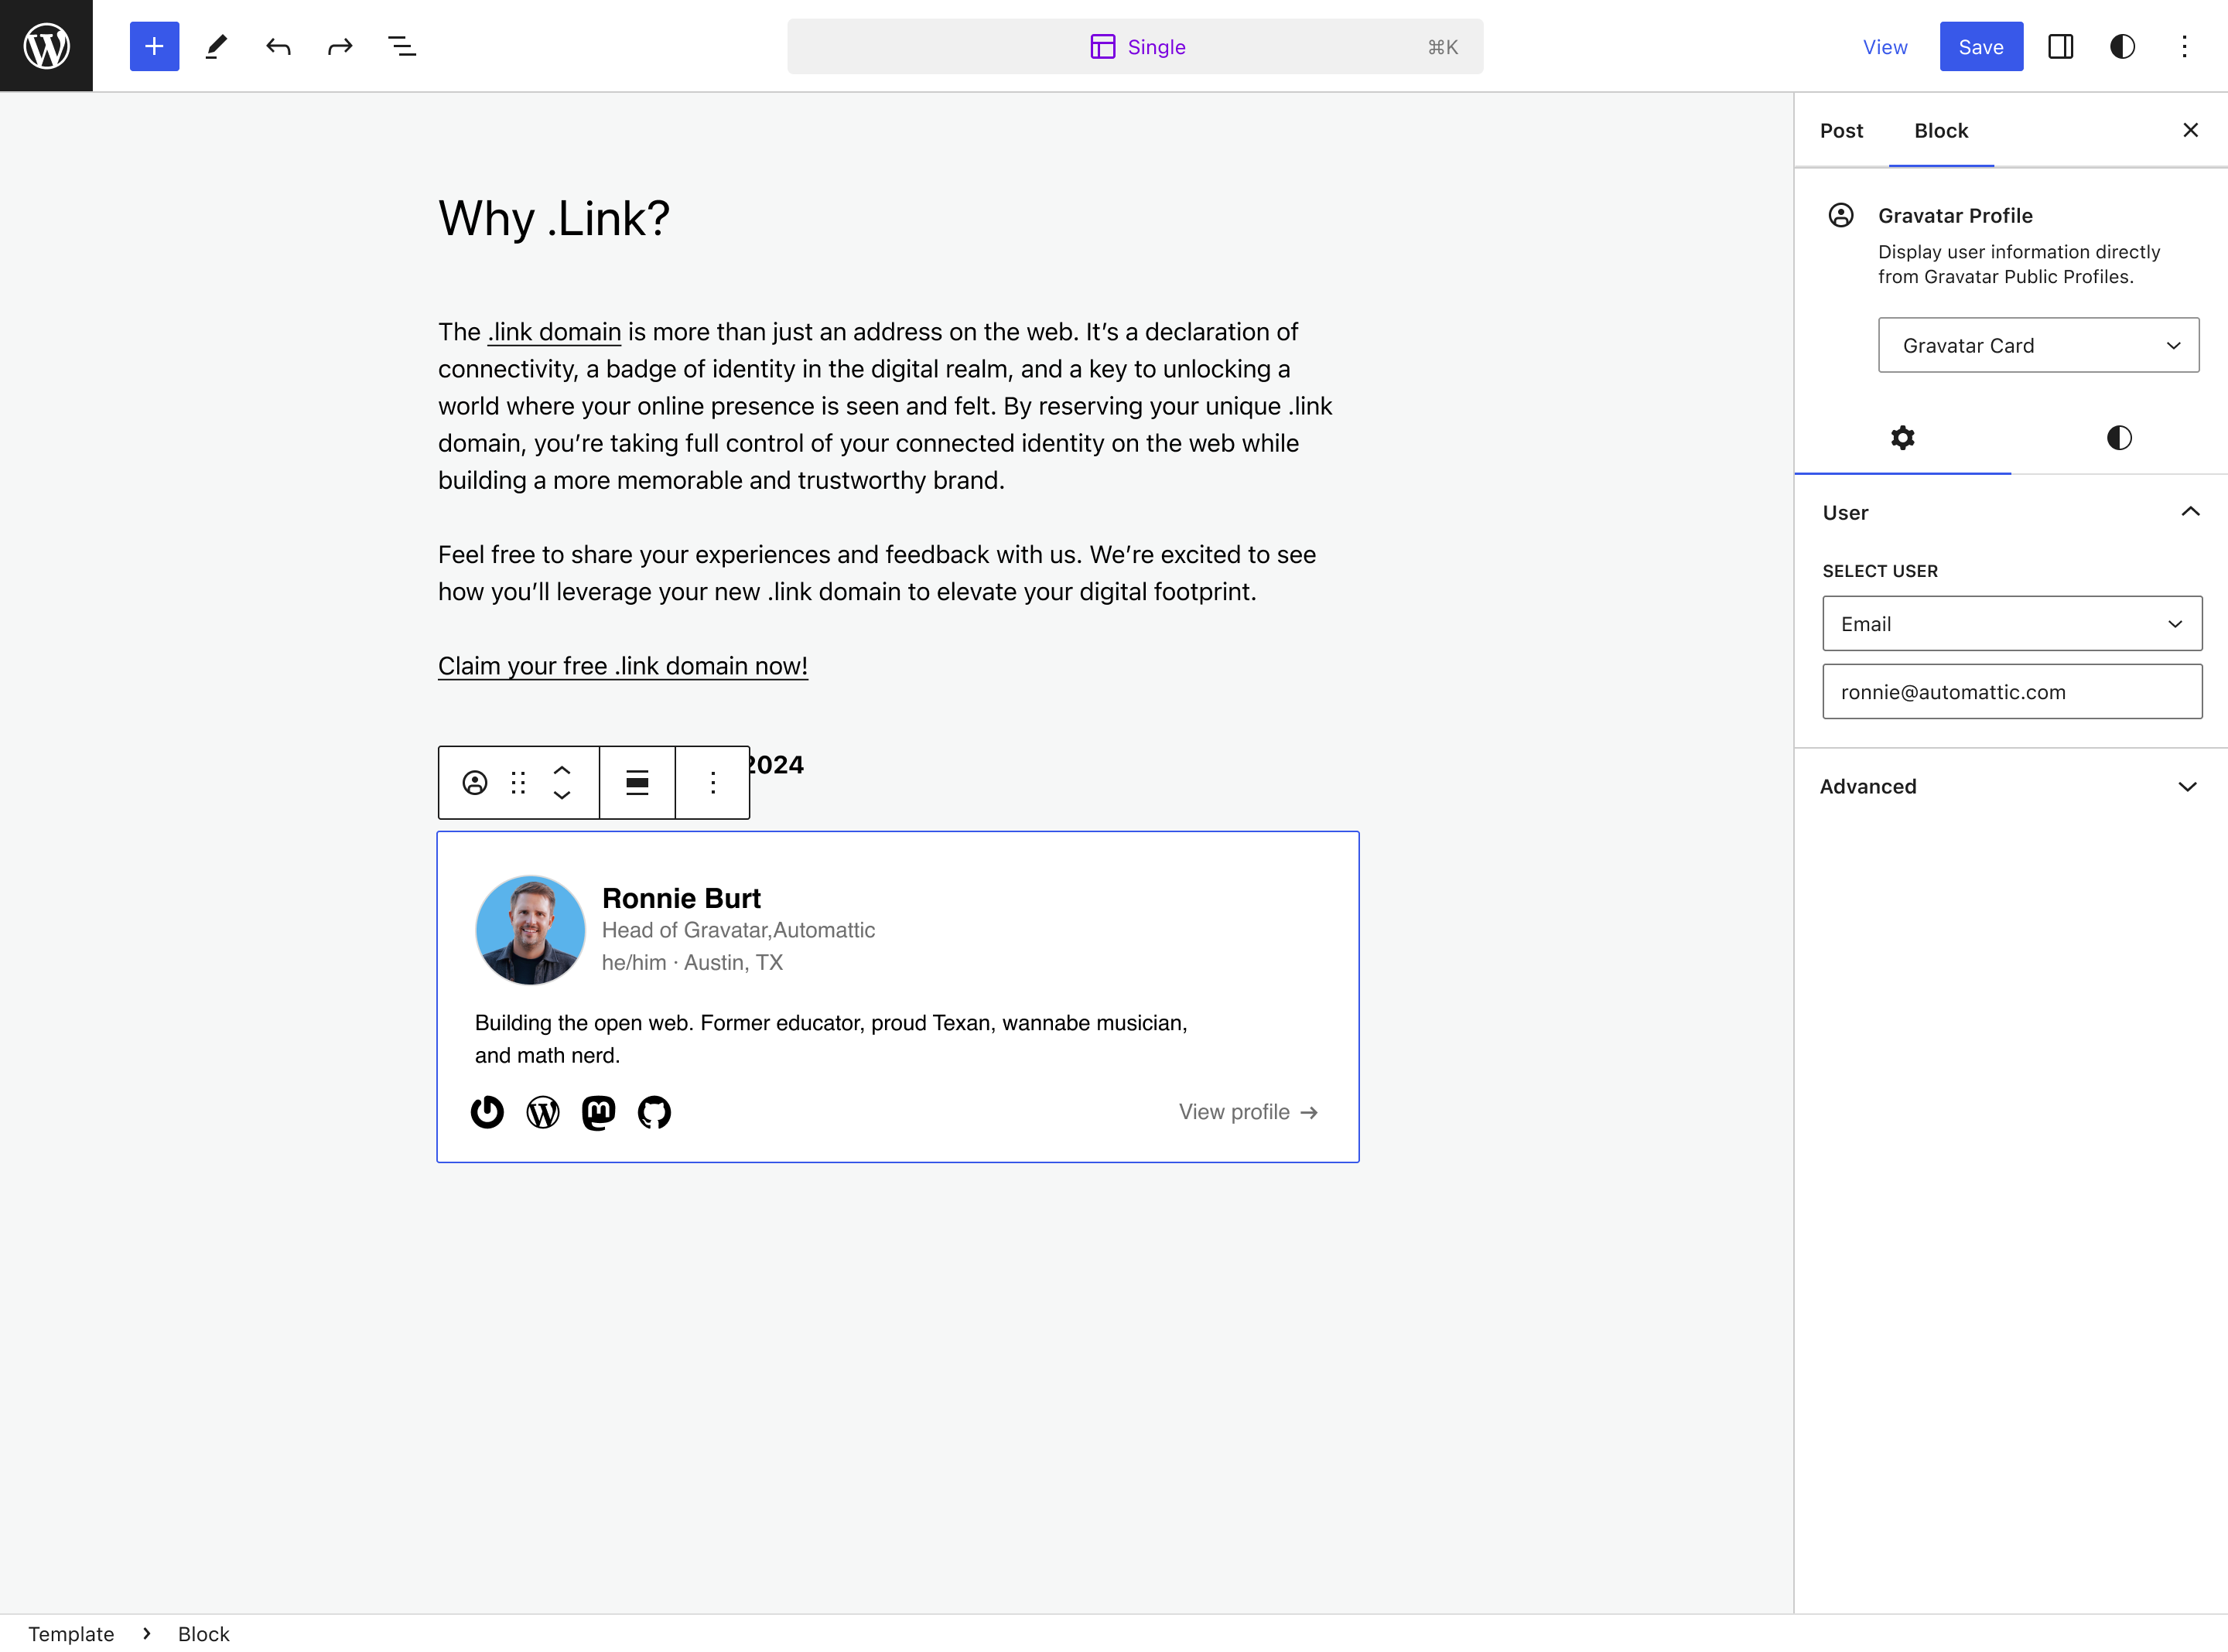 Single
⌘K
View
Save
Why .Link?
The .link domain is more than just an address on the web. It’s a declaration of
connectivity, a badge of identity in the digital realm, and a key to unlocking a
world where your online presence is seen and felt. By reserving your unique .link
domain, you’re taking full control of your connected identity on the web while
building a more memorable and trustworthy brand.
Feel free to share your experiences and feedback with us. We’re excited to see
how you’ll leverage your new .link domain to elevate your digital footprint.
Claim your free .link domain now!
2024
Ronnie Burt
Head of Gravatar,Automattic
he/him · Austin, TX
Building the open web. Former educator, proud Texan, wannabe musician,
and math nerd.
View profile →
Post
Block
Gravatar Profile
Display user information directly
from Gravatar Public Profiles.
Gravatar Card
User
SELECT USER
Email
ronnie@automattic.com
Advanced
Template › Block